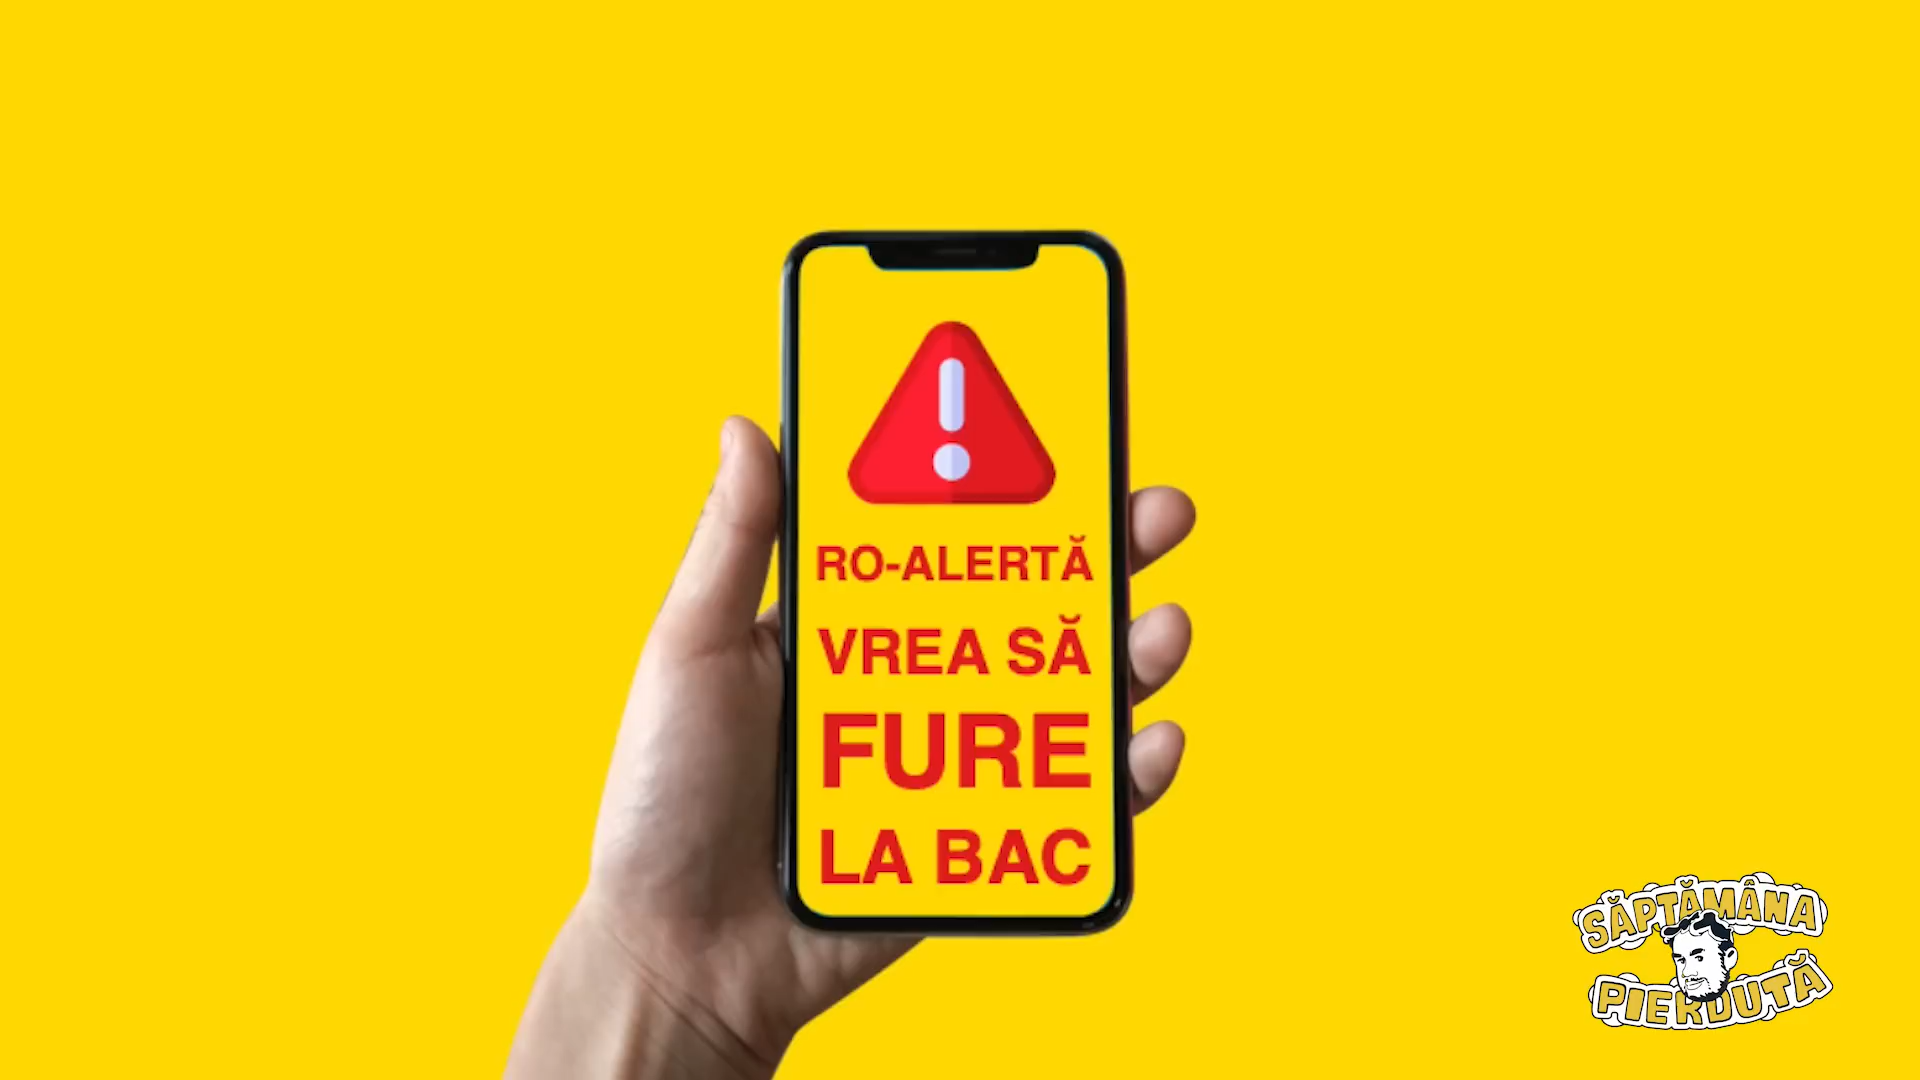 RO-ALERTĂ
VREA SĂ
FURE
LA BAC
SĂPTĂMÂNA
PIERDUTĂ